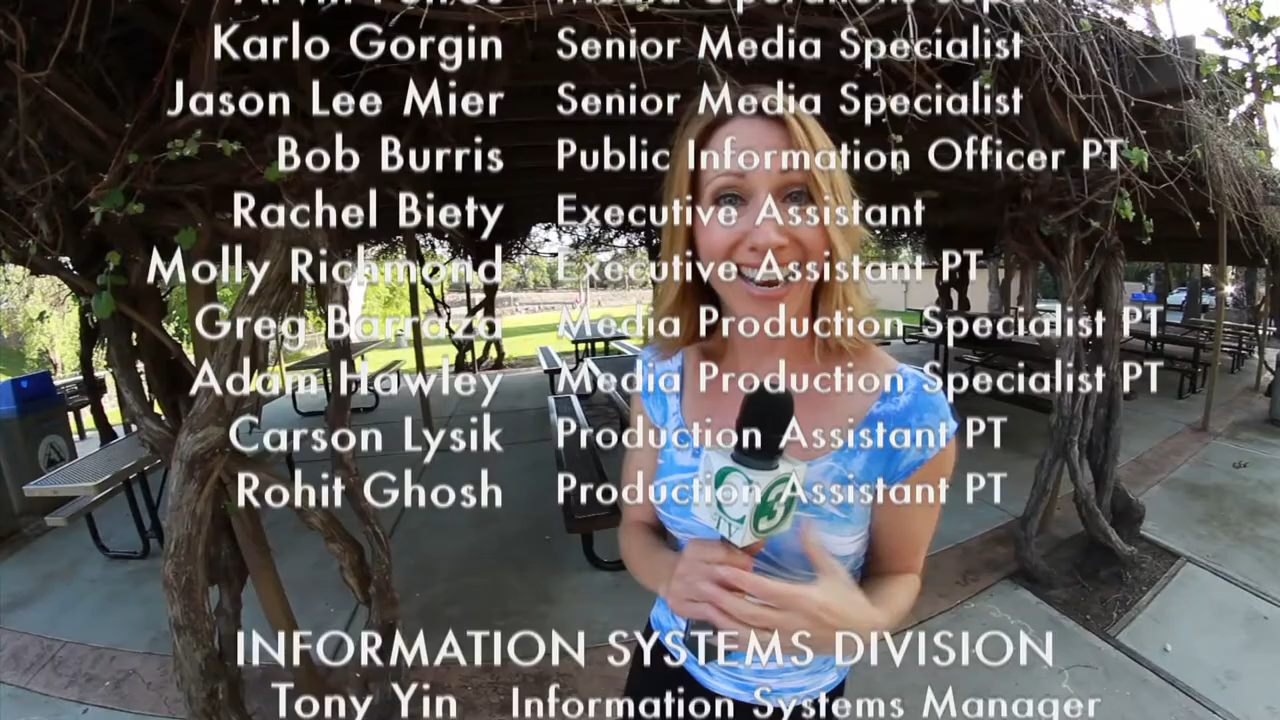 Karlo Gorgin Senior Media Specialist
Jason Lee Mier Senior Media Specialist
Bob Burris Public Information Officer PT
Rachel Biety Executive Assistant
Molly Richmond Executive Assistant PT
Greg Barraza Media Production Specialist PT
Adam Hawley Media Production Specialist PT
Carson Lysik Production Assistant PT
Rohit Ghosh Production Assistant PT
TV 3
INFORMATION SYSTEMS DIVISION
Tony Yin Information Systems Manager